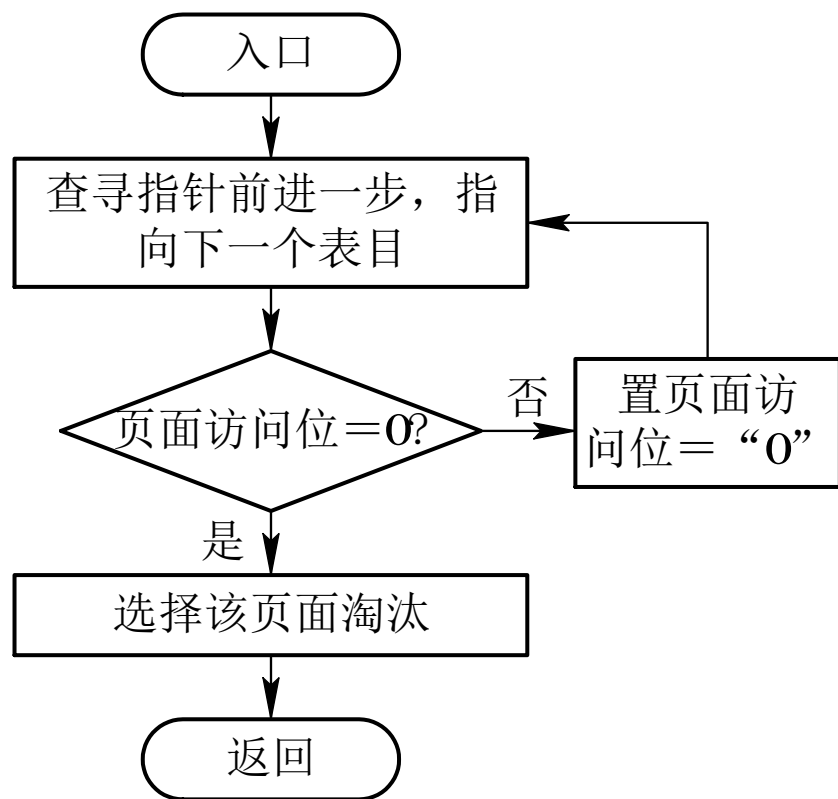 入口
查寻指针前进一步，指
向下一个表目
页面访问位＝0?
否
置页面访
问位＝“0”
是
选择该页面淘汰
返回